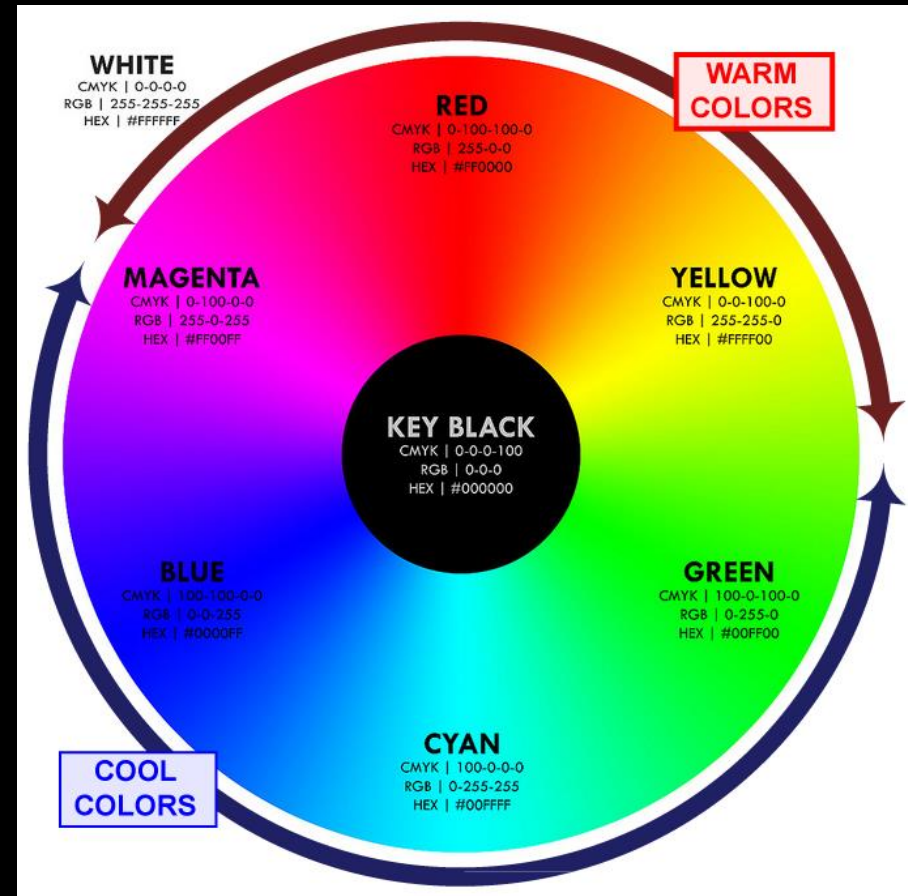 WHITE
CMYK | 0-0-0-0
RGB | 255-255-255
HEX | #FFFFFF
WARM
COLORS
RED
CMYK | 0-100-100-0
RGB | 255-0-0
HEX | #FF0000
MAGENTA
CMYK | 0-100-0-0
RGB | 255-0-255
HEX | #FF00FF
YELLOW
CMYK | 0-0-100-0
RGB | 255-255-0
HEX | #FFFF00
KEY BLACK
CMYK | 0-0-0-100
RGB | 0-0-0
HEX | #000000
BLUE
CMYK | 100-100-0-0
RGB | 0-0-255
HEX | #0000FF
GREEN
CMYK | 100-0-100-0
RGB | 0-255-0
HEX | #00FF00
CYAN
CMYK | 100-0-0-0
RGB | 0-255-255
HEX | #00FFFF
COOL
COLORS